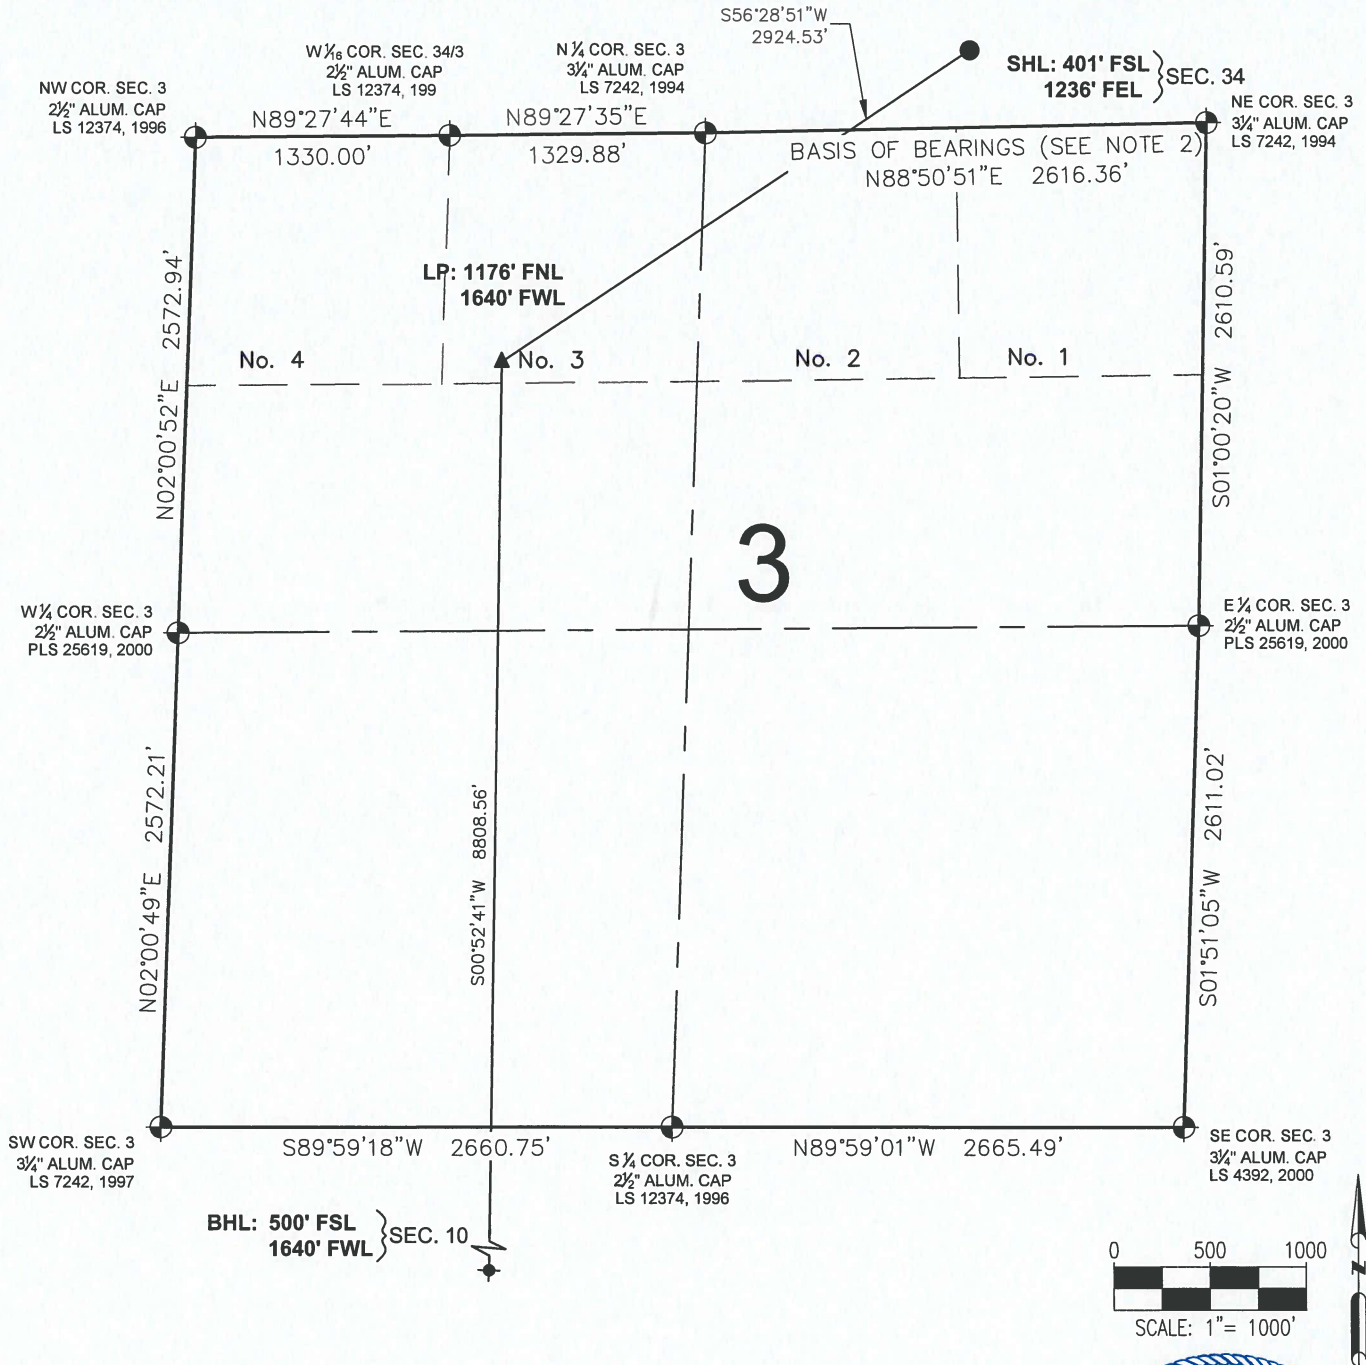 S56°28'51"W
2924.53'
SHL: 401' FSL
1236' FEL
SEC. 34
NW COR. SEC. 3
2½" ALUM. CAP
LS 12374, 1996
W 1/16 COR. SEC. 34/3
2½" ALUM. CAP
LS 12374, 199
N ¼ COR. SEC. 3
3¼" ALUM. CAP
LS 7242, 1994
NE COR. SEC. 3
3¼" ALUM. CAP
LS 7242, 1994
N89°27'44"E
1330.00'
N89°27'35"E
1329.88'
BASIS OF BEARINGS (SEE NOTE 2)
N88°50'51"E 2616.36'
LP: 1176' FNL
1640' FWL
N02°00'52"E 2572.94'
S01°00'20"W 2610.59'
No. 4
No. 3
No. 2
No. 1
3
W ¼ COR. SEC. 3
2½" ALUM. CAP
PLS 25619, 2000
E ¼ COR. SEC. 3
2½" ALUM. CAP
PLS 25619, 2000
N02°00'49"E 2572.21'
S00°52'41"W 8808.56'
S01°51'05"W 2611.02'
SW COR. SEC. 3
3¼" ALUM. CAP
LS 7242, 1997
S89°59'18"W 2660.75'
S ¼ COR. SEC. 3
2½" ALUM. CAP
LS 12374, 1996
N89°59'01"W 2665.49'
SE COR. SEC. 3
3¼" ALUM. CAP
LS 4392, 2000
BHL: 500' FSL
1640' FWL
SEC. 10
0 500 1000
SCALE: 1"= 1000'
N